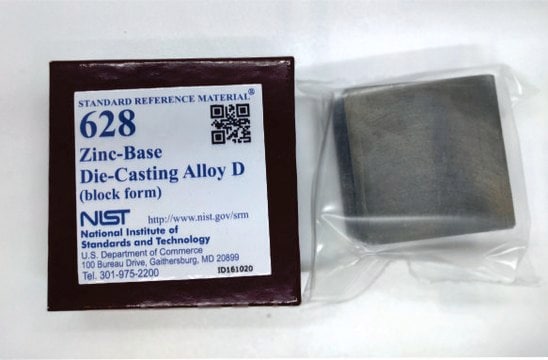 STANDARD REFERENCE MATERIAL®
628
Zinc-Base
Die-Casting Alloy D
(block form)
NIST http://www.nist.gov/srm
National Institute of
Standards and Technology
U.S. Department of Commerce
100 Bureau Drive, Gaithersburg, MD 20899
Tel. 301-975-2200 ID161020